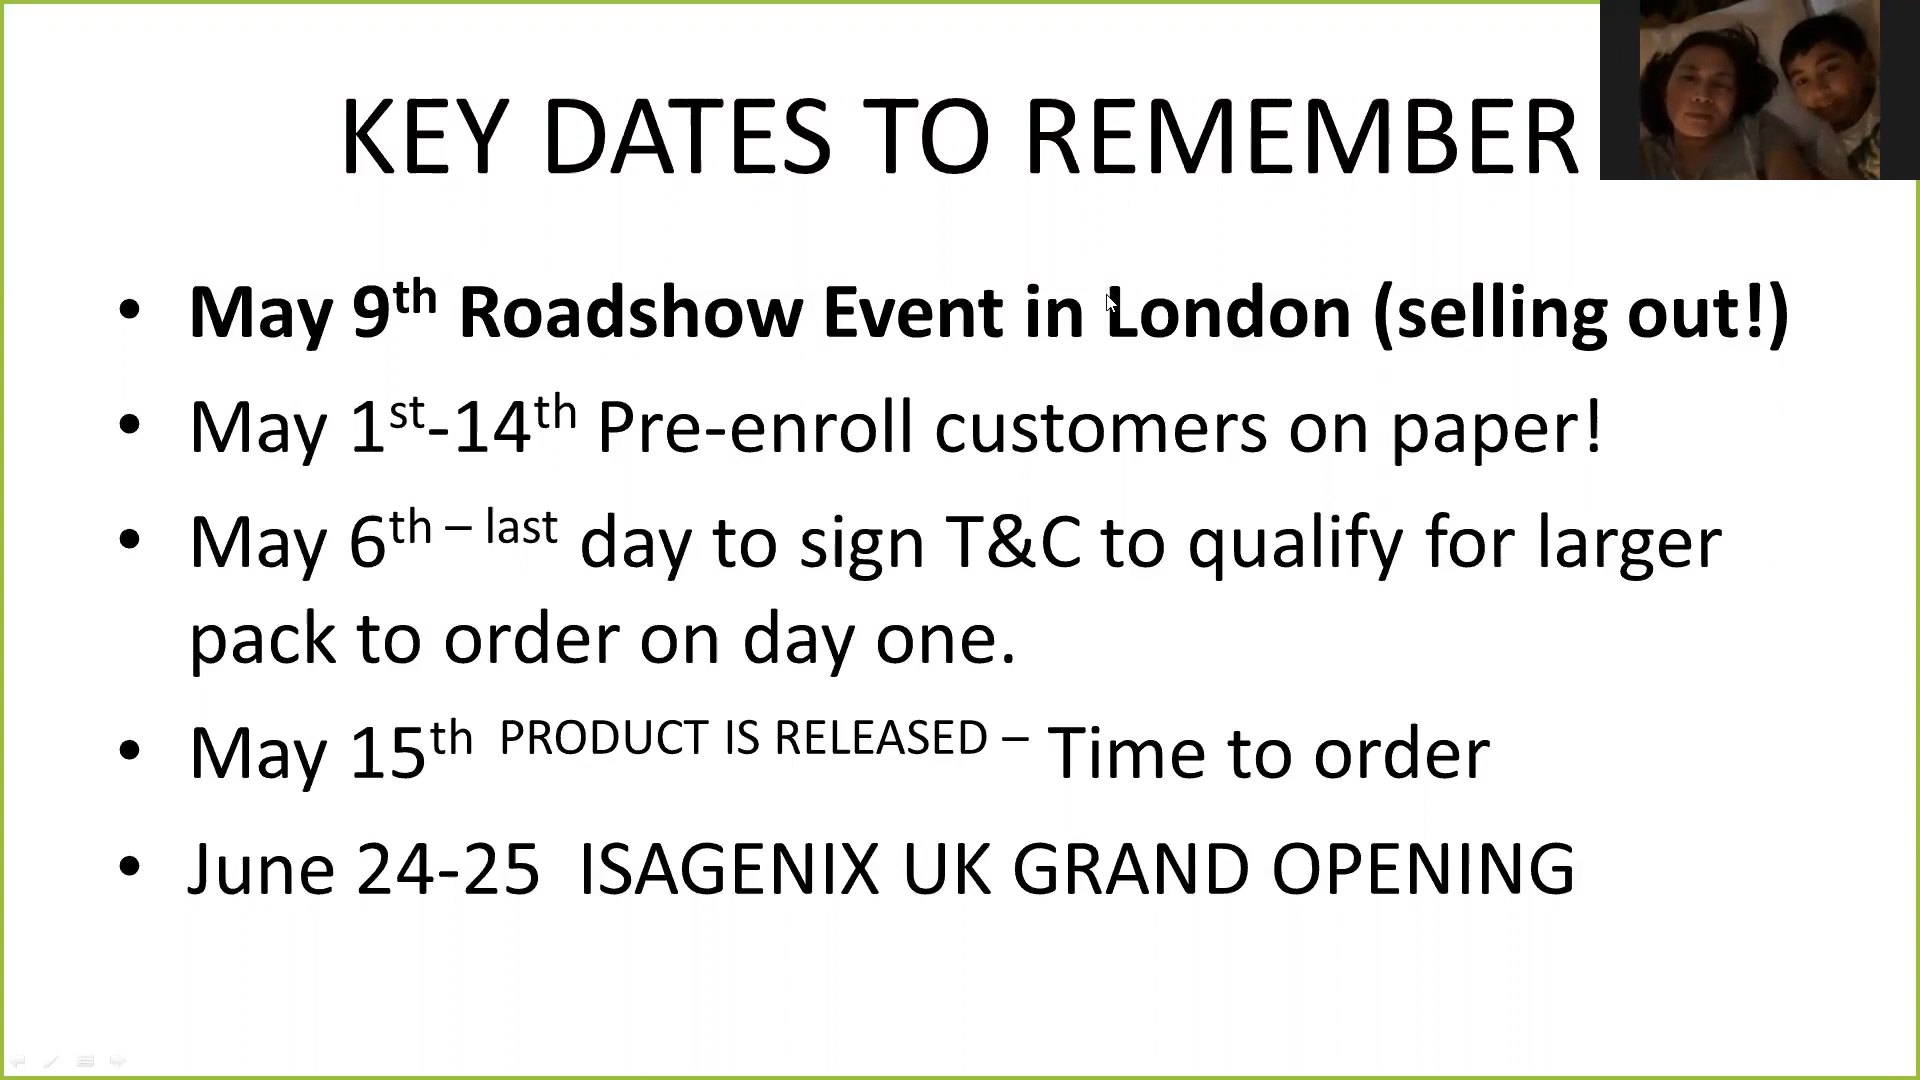 KEY DATES TO REMEMBER
• May 9th Roadshow Event in London (selling out!)
• May 1st-14th Pre-enroll customers on paper!
• May 6th – last day to sign T&C to qualify for larger
pack to order on day one.
• May 15th PRODUCT IS RELEASED – Time to order
• June 24-25 ISAGENIX UK GRAND OPENING